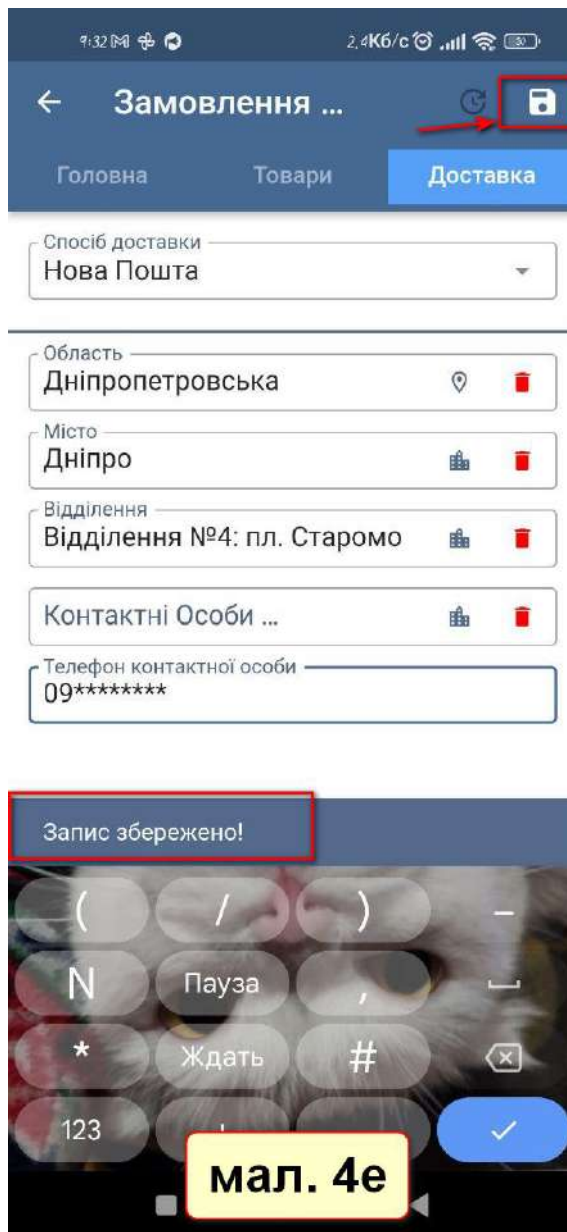 9:32
2,4Кб/с
30
Замовлення ...
Головна Товари Доставка
Спосіб доставки
Нова Пошта
Область
Дніпропетровська
Місто
Дніпро
Відділення
Відділення №4: пл. Старомо
Контактні Особи ...
Телефон контактної особи
09********
Запис збережено!
( / ) –
N Пауза ,
* Ждать #
123
мал. 4е